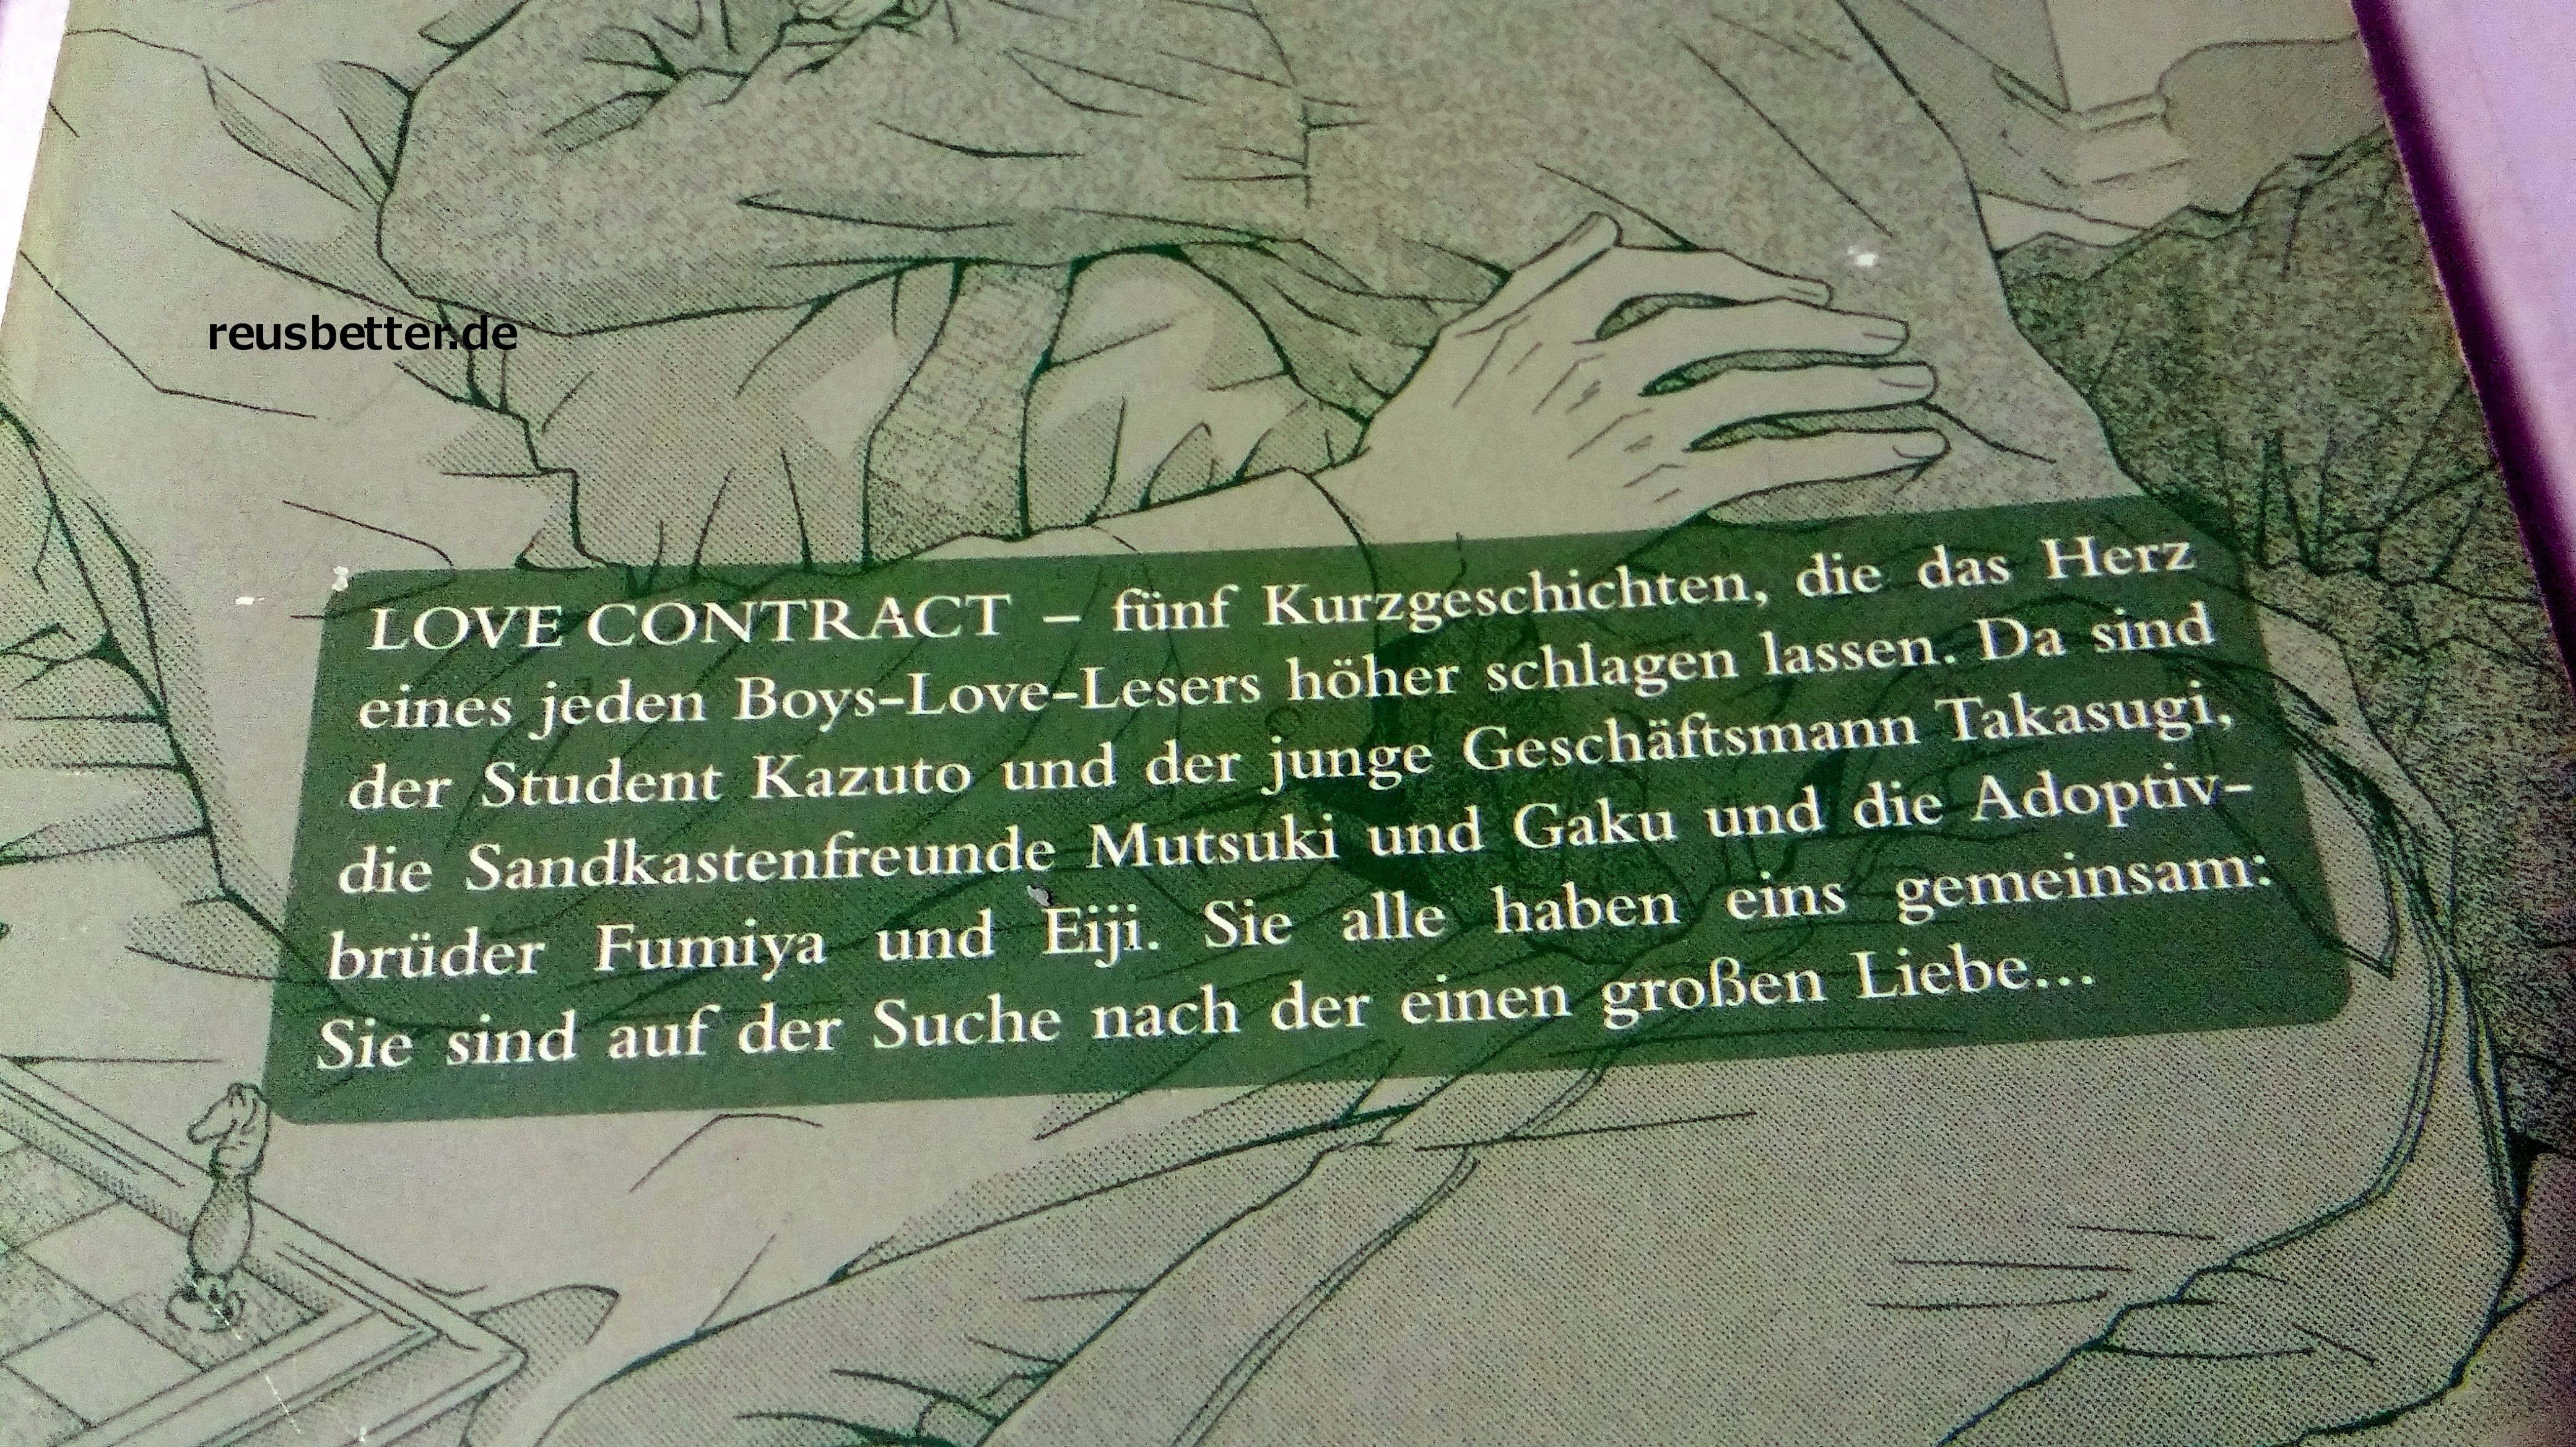 reusbetter.de
LOVE CONTRACT – fünf Kurzgeschichten, die das Herz
eines jeden Boys-Love-Lesers höher schlagen lassen. Da sind
der Student Kazuto und der junge Geschäftsmann Takasugi,
die Sandkastenfreunde Mutsuki und Gaku und die Adoptiv-
brüder Fumiya und Eiji. Sie alle haben eins gemeinsam:
Sie sind auf der Suche nach der einen großen Liebe...